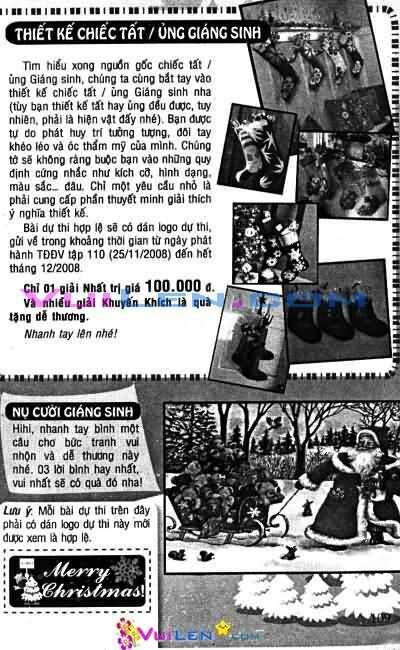 THIẾT KẾ CHIẾC TẤT / ỦNG GIÁNG SINH
Tìm hiểu xong nguồn gốc chiếc tất /
ủng Giáng sinh, chúng ta cùng bắt tay vào
thiết kế chiếc tất / ủng Giáng sinh nha
(tùy bạn thiết kế tất hay ủng đều được, tuy
nhiên, phải là hiện vật đấy nhé). Bạn được
tự do phát huy trí tưởng tượng, đôi tay
khéo léo và óc thẩm mỹ của mình. Chúng
tớ sẽ không ràng buộc bạn vào những quy
định cứng nhắc như kích cỡ, hình dạng,
màu sắc... đâu. Chỉ một yêu cầu nhỏ là
phải cung cấp phần thuyết minh giải thích
ý nghĩa thiết kế.
Bài dự thi hợp lệ sẽ có dán logo dự thi,
gửi về trong khoảng thời gian từ ngày phát
hành TĐĐV tập 110 (25/11/2008) đến hết
tháng 12/2008.
Chỉ 01 giải Nhất trị giá 100.000 đ.
Và nhiều giải Khuyến Khích là quà
tặng dễ thương.
Nhanh tay lên nhé!
VuiLen.com
NỤ CƯỜI GIÁNG SINH
Hihi, nhanh tay bình một
câu cho bức tranh vui
nhộn và dễ thương này
nhé. 03 lời bình hay nhất,
vui nhất sẽ có quà đó nha!
Lưu ý: Mỗi bài dự thi trên đây
phải có dán logo dự thi này mới
được xem là hợp lệ.
Merry
Christmas!
109
VuiLen.com